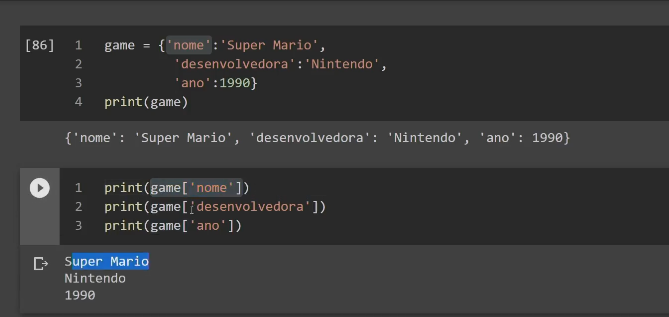 [86] 1 game = {'nome':'Super Mario',
2 'desenvolvedora':'Nintendo',
3 'ano':1990}
4 print(game)
{'nome': 'Super Mario', 'desenvolvedora': 'Nintendo', 'ano': 1990}
1 print(game['nome'])
2 print(game['desenvolvedora'])
3 print(game['ano'])
Super Mario
Nintendo
1990